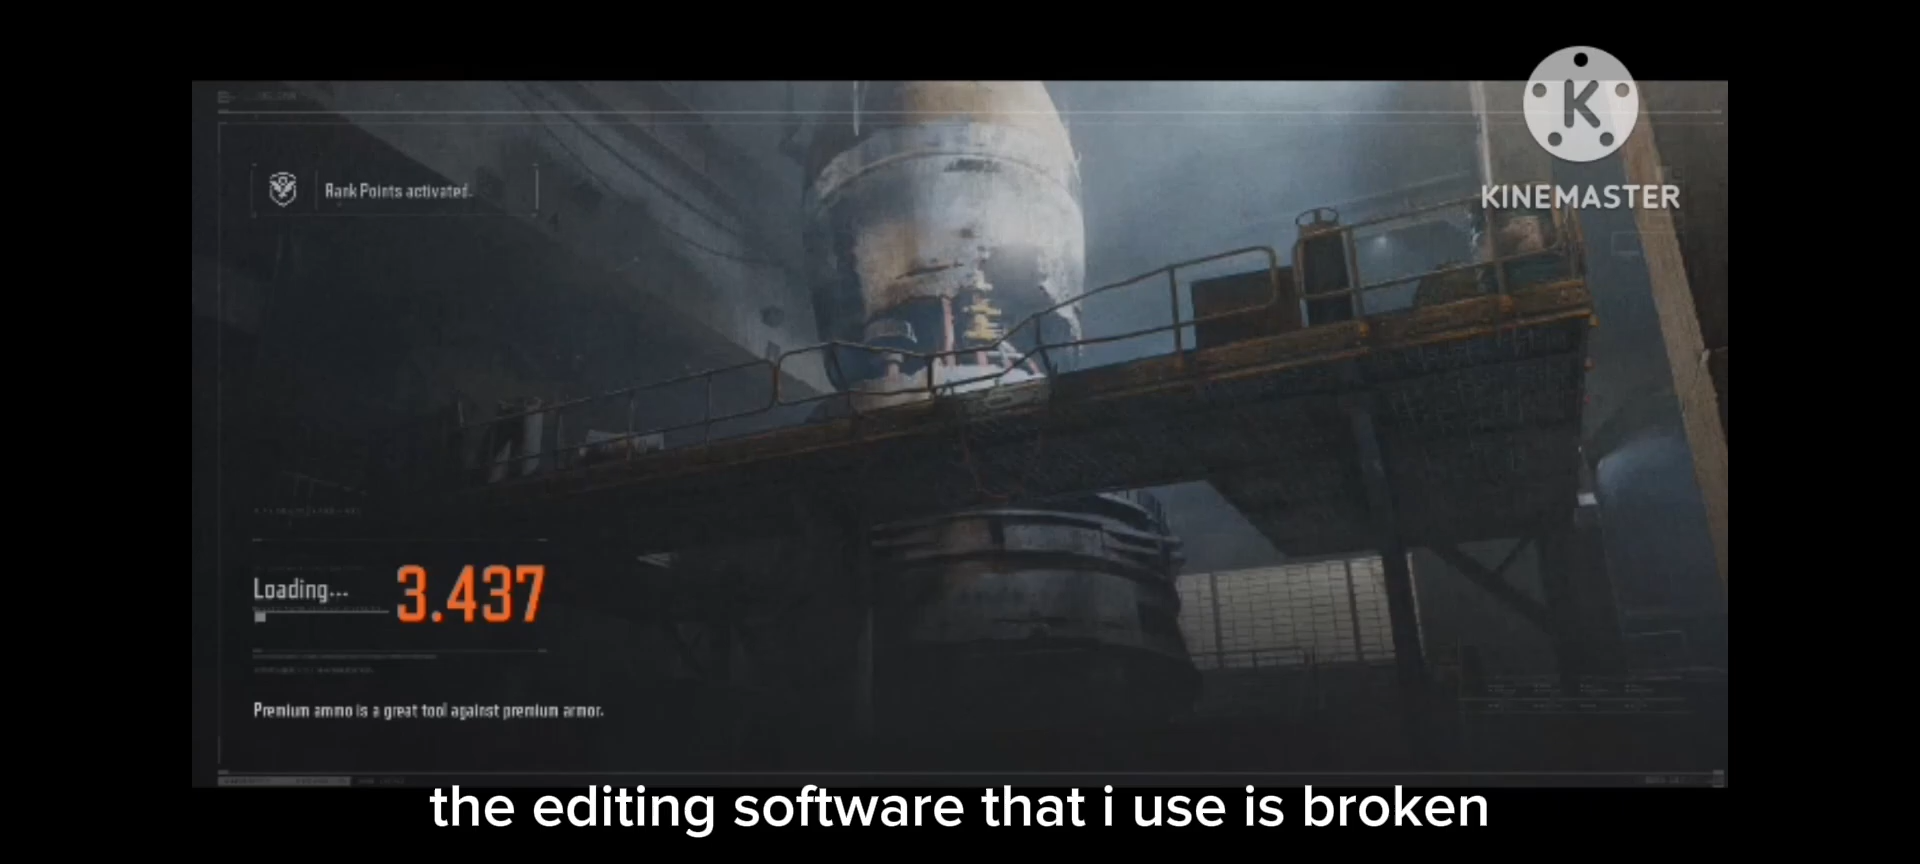 KINEMASTER
Rank Points activated.
Loading...
3.437
Premium ammo is a great tool against premium armor.
the editing software that i use is broken